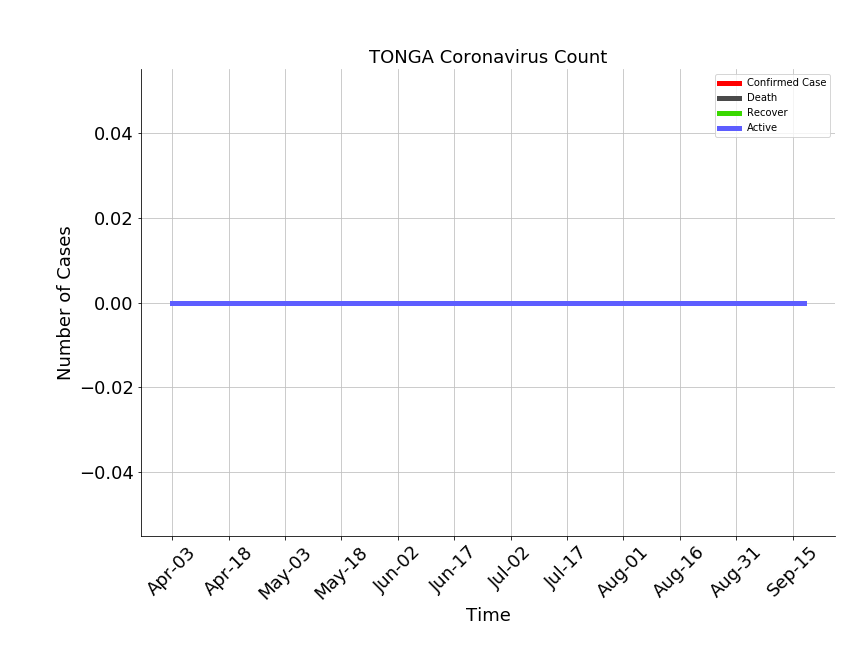 TONGA Coronavirus Count
Confirmed Case
Death
Recover
Active
Number of Cases
0.04
0.02
0.00
−0.02
−0.04
Apr-03
Apr-18
May-03
May-18
Jun-02
Jun-17
Jul-02
Jul-17
Aug-01
Aug-16
Aug-31
Sep-15
Time